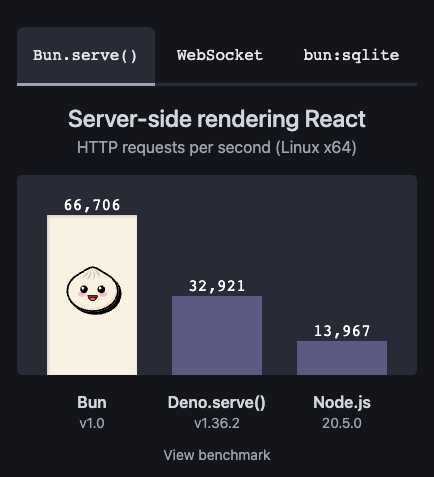 Bun.serve() WebSocket bun:sqlite
Server-side rendering React
HTTP requests per second (Linux x64)
66,706
32,921
13,967
Bun Deno.serve() Node.js
v1.0 v1.36.2 20.5.0
View benchmark